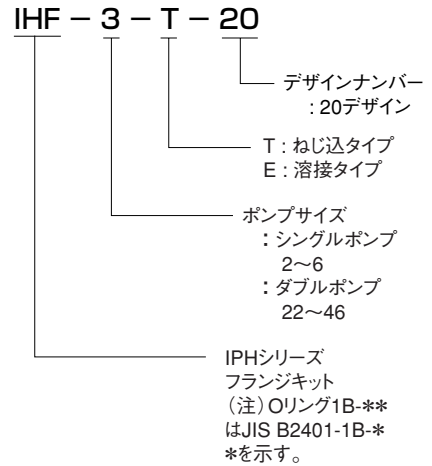 IHF − 3 − T − 20
デザインナンバー
：20デザイン
T：ねじ込タイプ
E：溶接タイプ
ポンプサイズ
：シングルポンプ
2～6
：ダブルポンプ
22～46
IPHシリーズ
フランジキット
（注）Oリング1B-**
はJIS B2401-1B-*
*を示す。